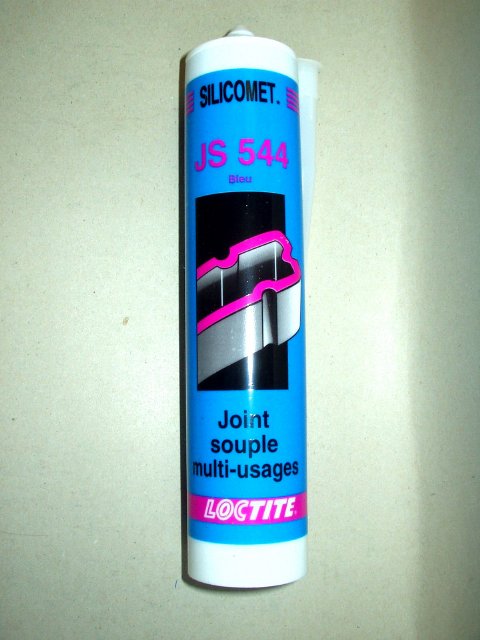 SILICOMET
JS 544
Bleu
Joint
souple
multi-usages
LOCTITE